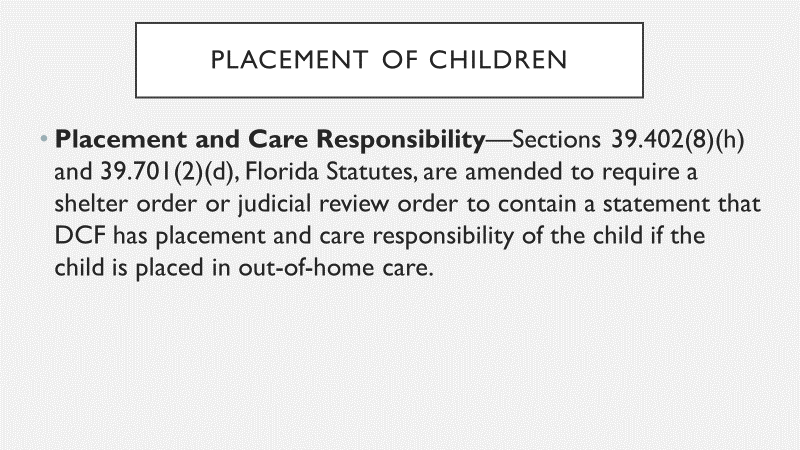 PLACEMENT OF CHILDREN
• Placement and Care Responsibility—Sections 39.402(8)(h)
and 39.701(2)(d), Florida Statutes, are amended to require a
shelter order or judicial review order to contain a statement that
DCF has placement and care responsibility of the child if the
child is placed in out-of-home care.